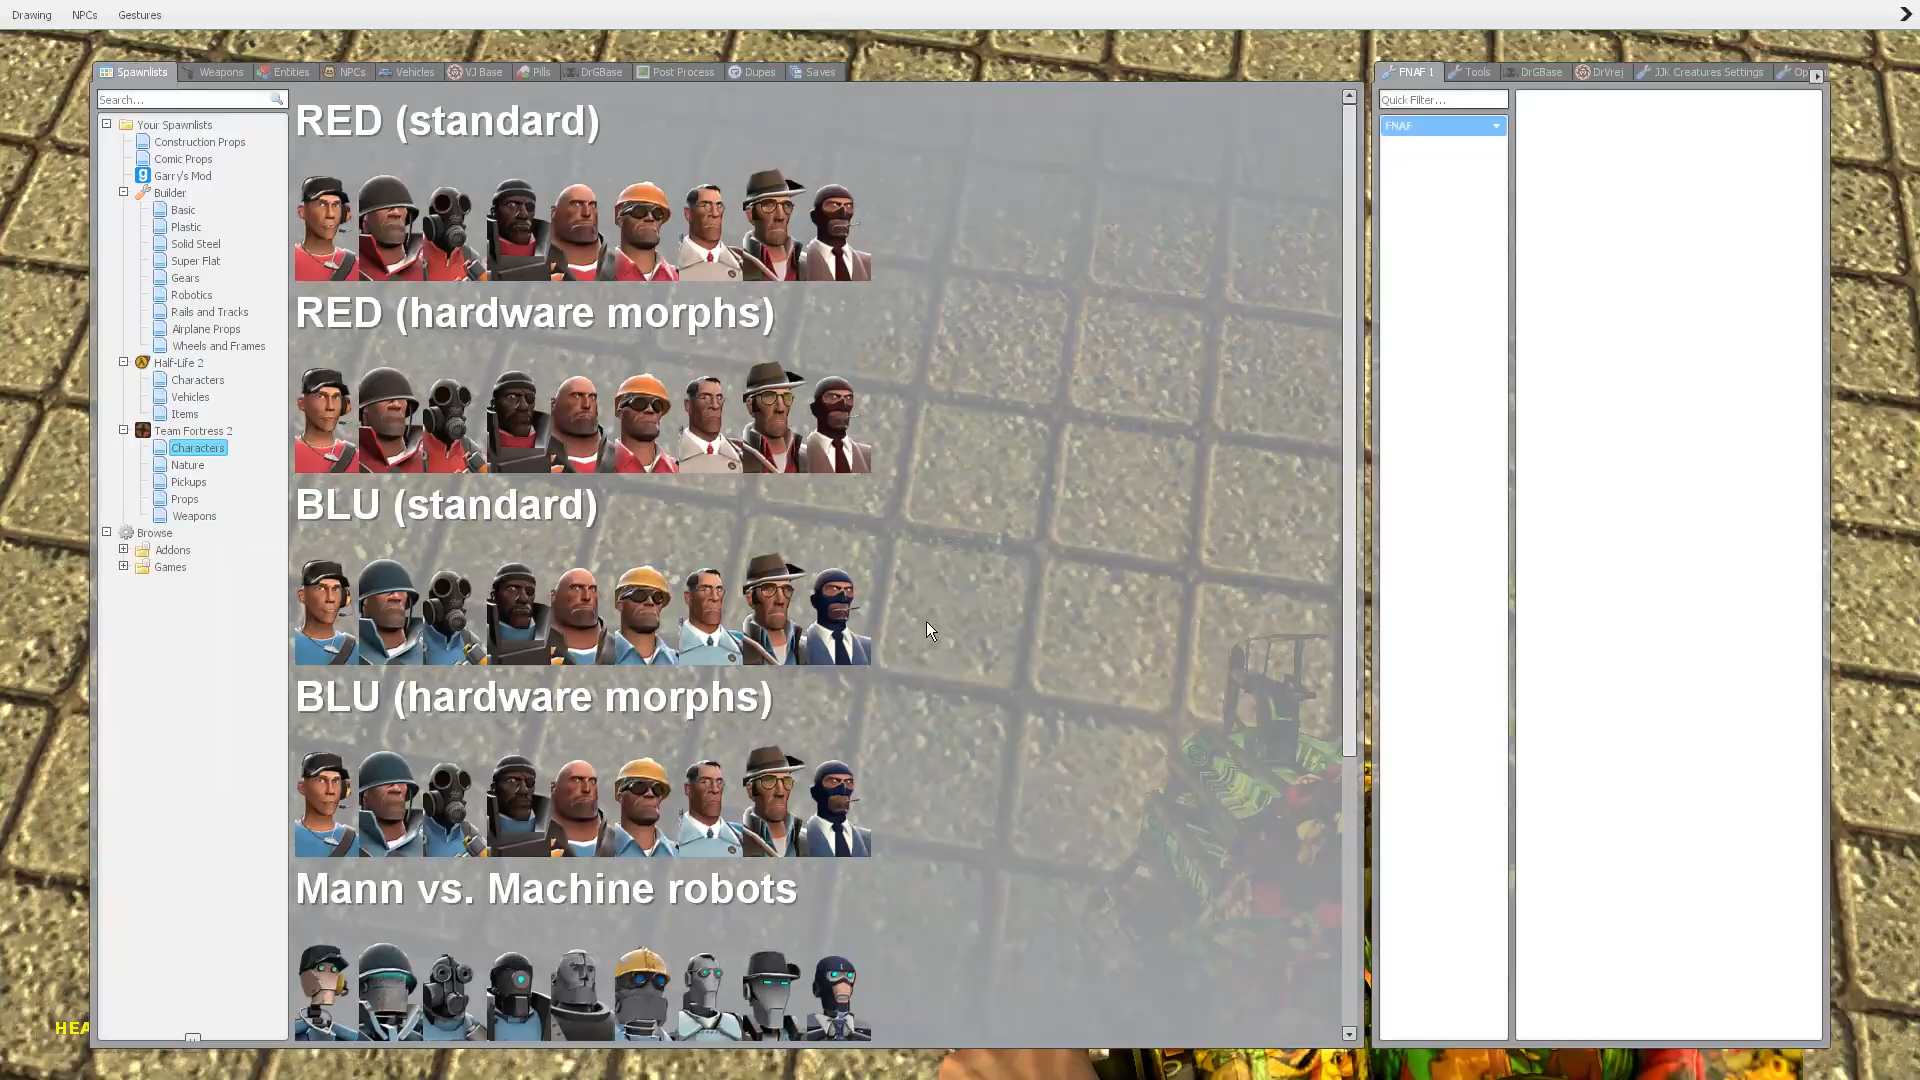 Drawing NPCs Gestures
Spawnlists Weapons Entities NPCs Vehicles VJ Base Pills DrGBase Post Process Dupes Saves
FNAF 1 Tools DrGBase DrVrej JJK Creatures Settings
Search...
Quick Filter...
FNAF
Your Spawnlists
Construction Props
Comic Props
Garry's Mod
Builder
Basic
Plastic
Solid Steel
Super Flat
Gears
Robotics
Rails and Tracks
Airplane Props
Wheels and Frames
Half-Life 2
Characters
Vehicles
Items
Team Fortress 2
Characters
Nature
Pickups
Props
Weapons
Browse
Addons
Games
RED (standard)
RED (hardware morphs)
BLU (standard)
BLU (hardware morphs)
Mann vs. Machine robots
HEA